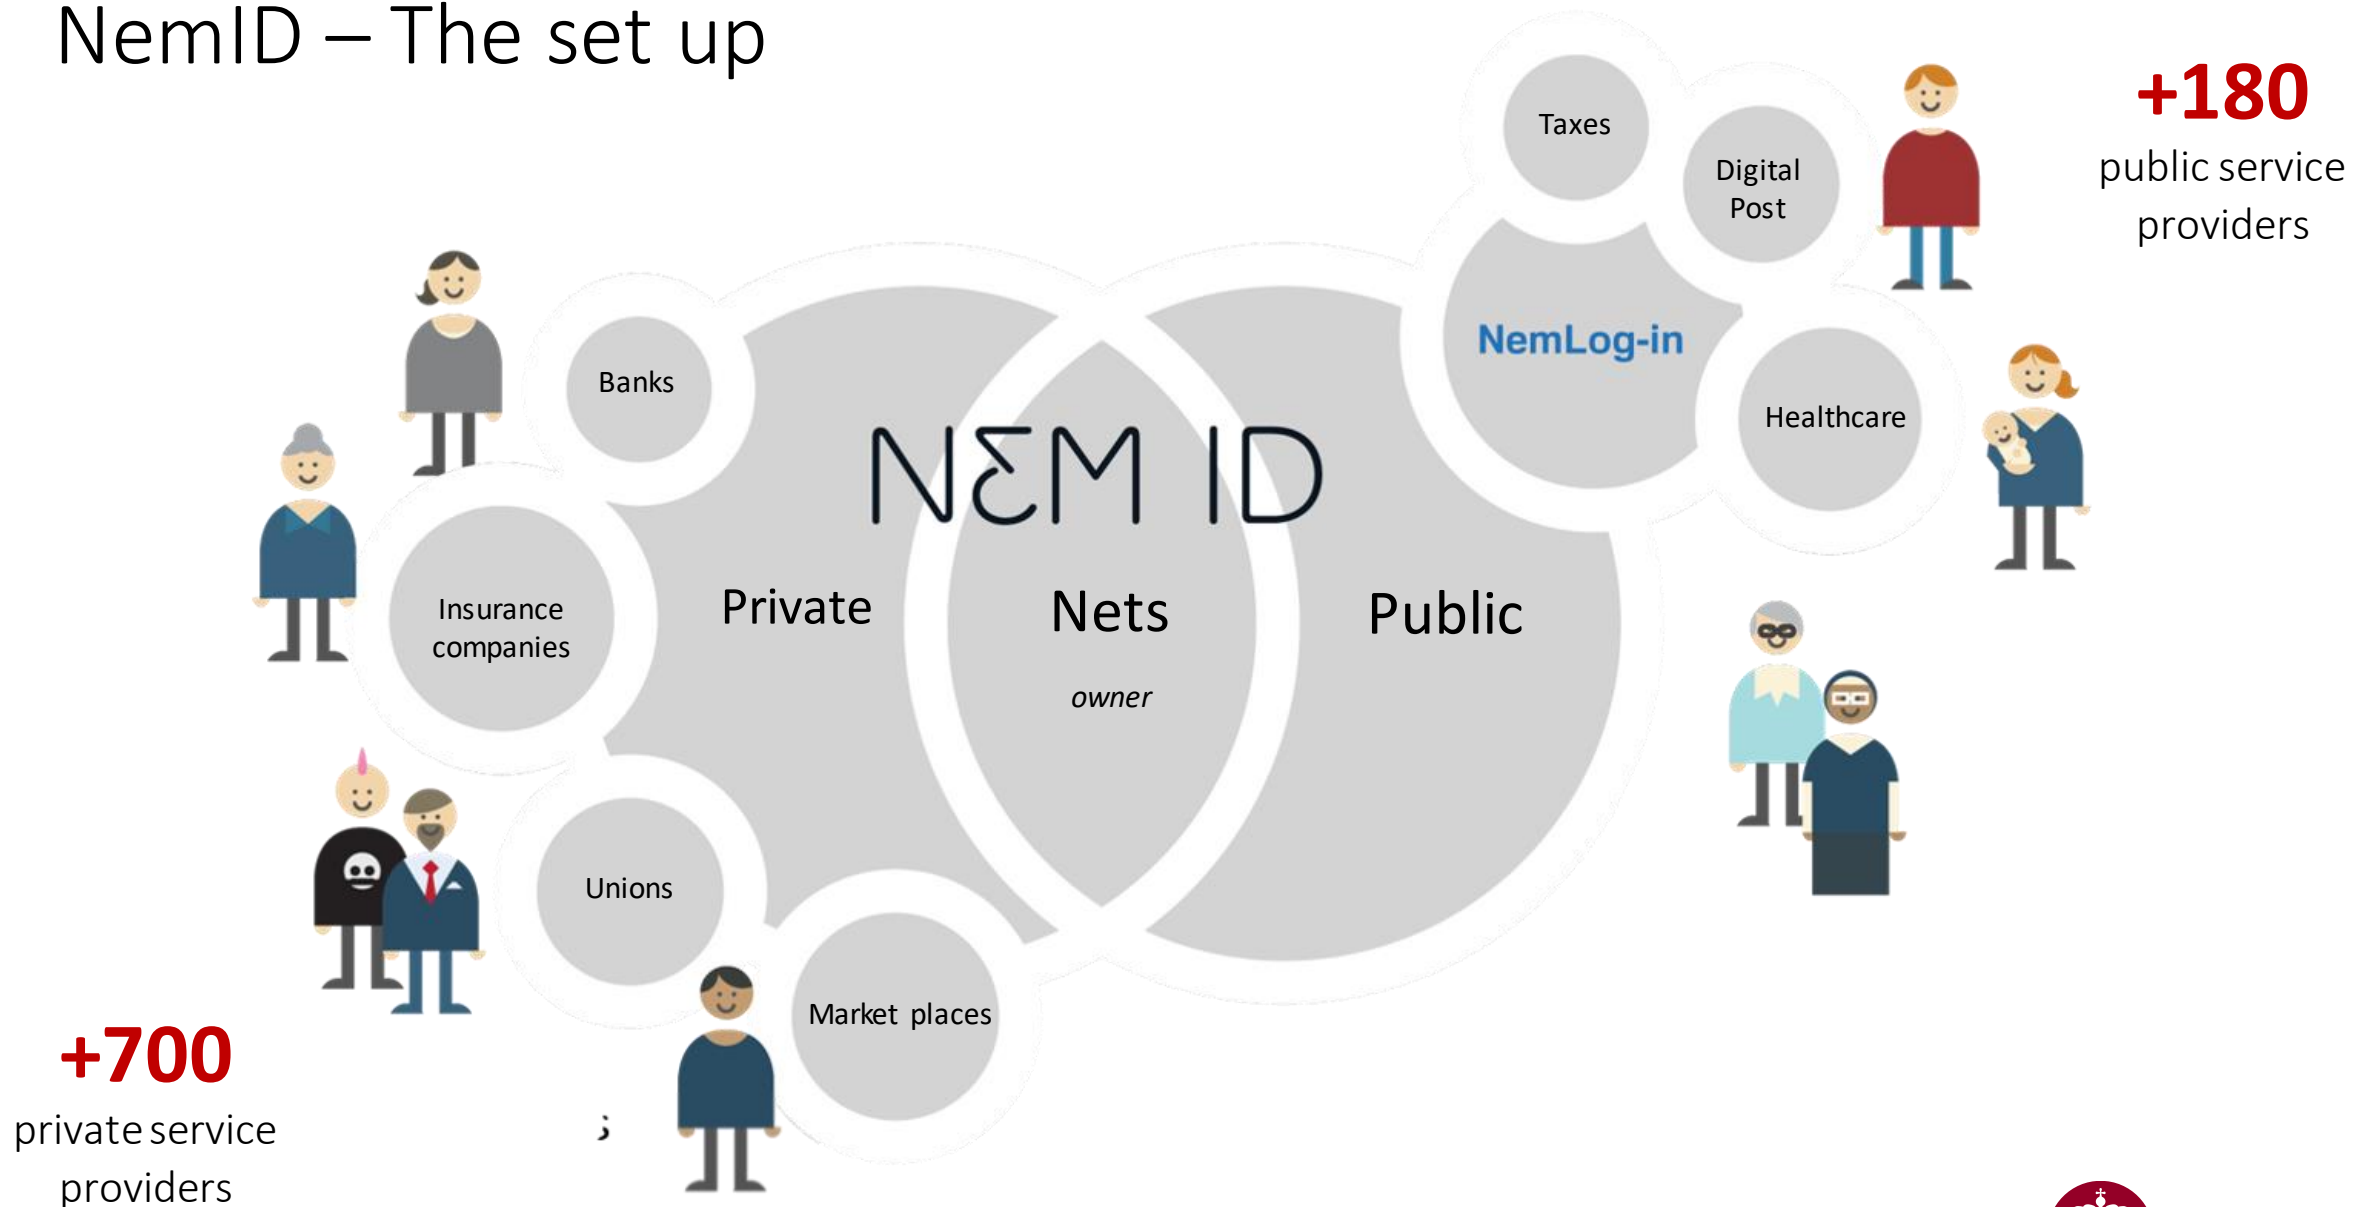 NemID – The set up
+180
public service
providers
Taxes
Digital
Post
NemLog-in
Healthcare
Banks
NEM ID
Insurance
companies
Private
Nets
owner
Public
Unions
Market places
+700
private service
providers